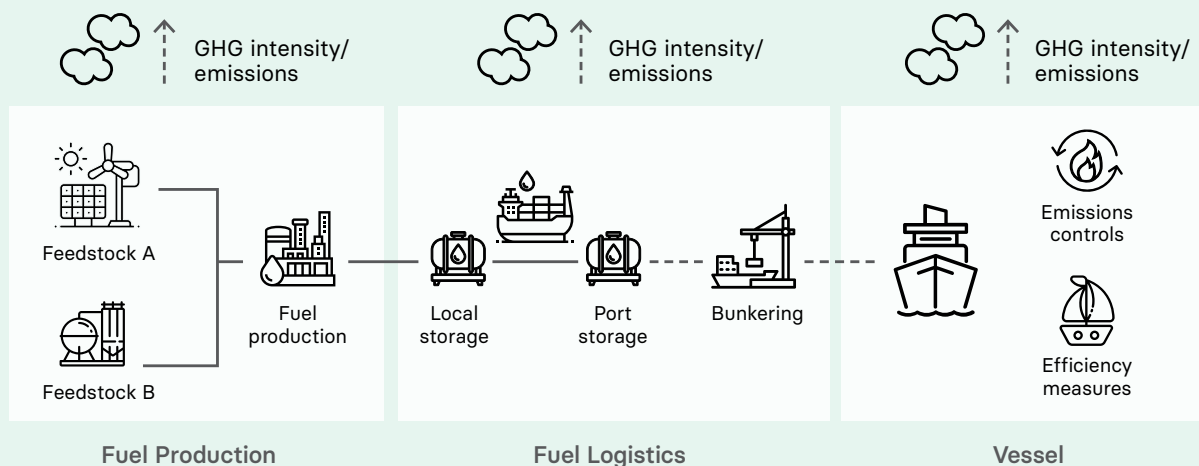 GHG intensity/
emissions
GHG intensity/
emissions
GHG intensity/
emissions
Feedstock A
Feedstock B
Fuel
production
Local
storage
Port
storage
Bunkering
Emissions
controls
Efficiency
measures
Fuel Production
Fuel Logistics
Vessel